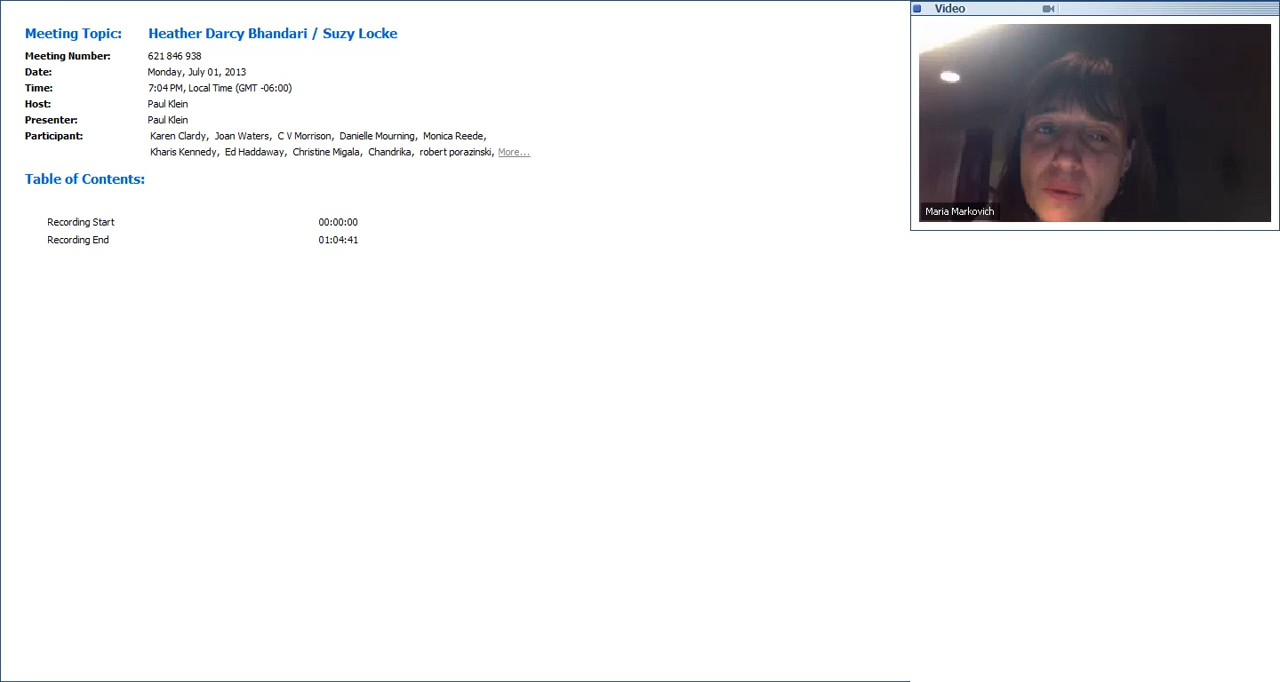 Meeting Topic: Heather Darcy Bhandari / Suzy Locke
Meeting Number: 621 846 938
Date: Monday, July 01, 2013
Time: 7:04 PM, Local Time (GMT -06:00)
Host: Paul Klein
Presenter: Paul Klein
Participant: Karen Clardy, Joan Waters, C V Morrison, Danielle Mourning, Monica Reede,
Kharis Kennedy, Ed Haddaway, Christine Migala, Chandrika, robert porazinski, More...
Table of Contents:
Recording Start 00:00:00
Recording End 01:04:41
Video
Maria Markovich